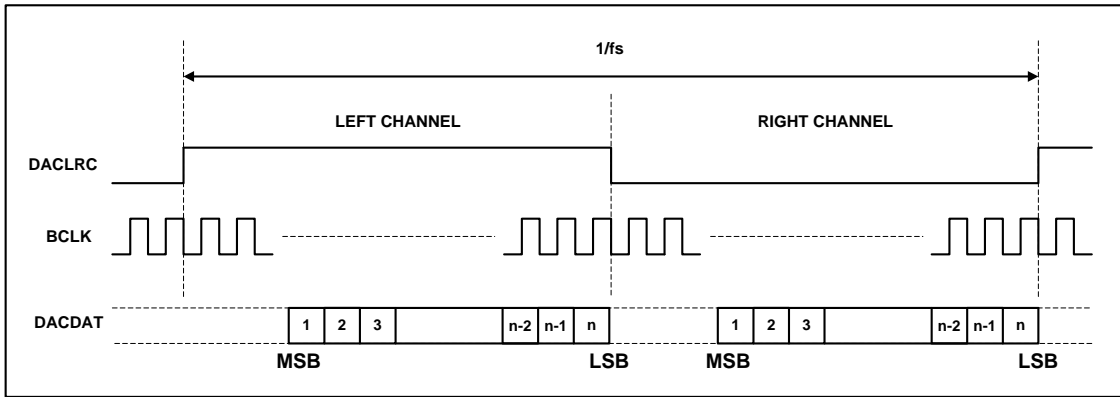 1/fs
LEFT CHANNEL RIGHT CHANNEL
DACLRC
BCLK
DACDAT
1 2 3 n-2 n-1 n 1 2 3 n-2 n-1 n
MSB LSB MSB LSB